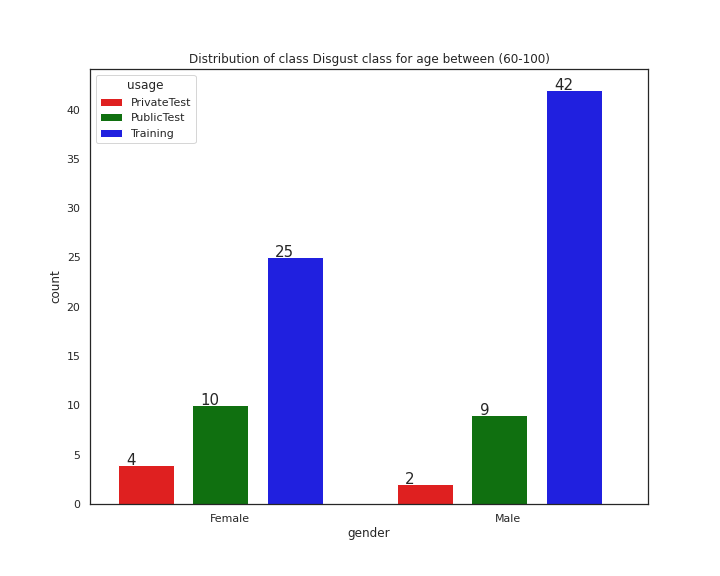 Distribution of class Disgust class for age between (60-100)
usage
PrivateTest
PublicTest
Training
count
40
35
30
25
20
15
10
5
0
4
10
25
2
9
42
Female
Male
gender